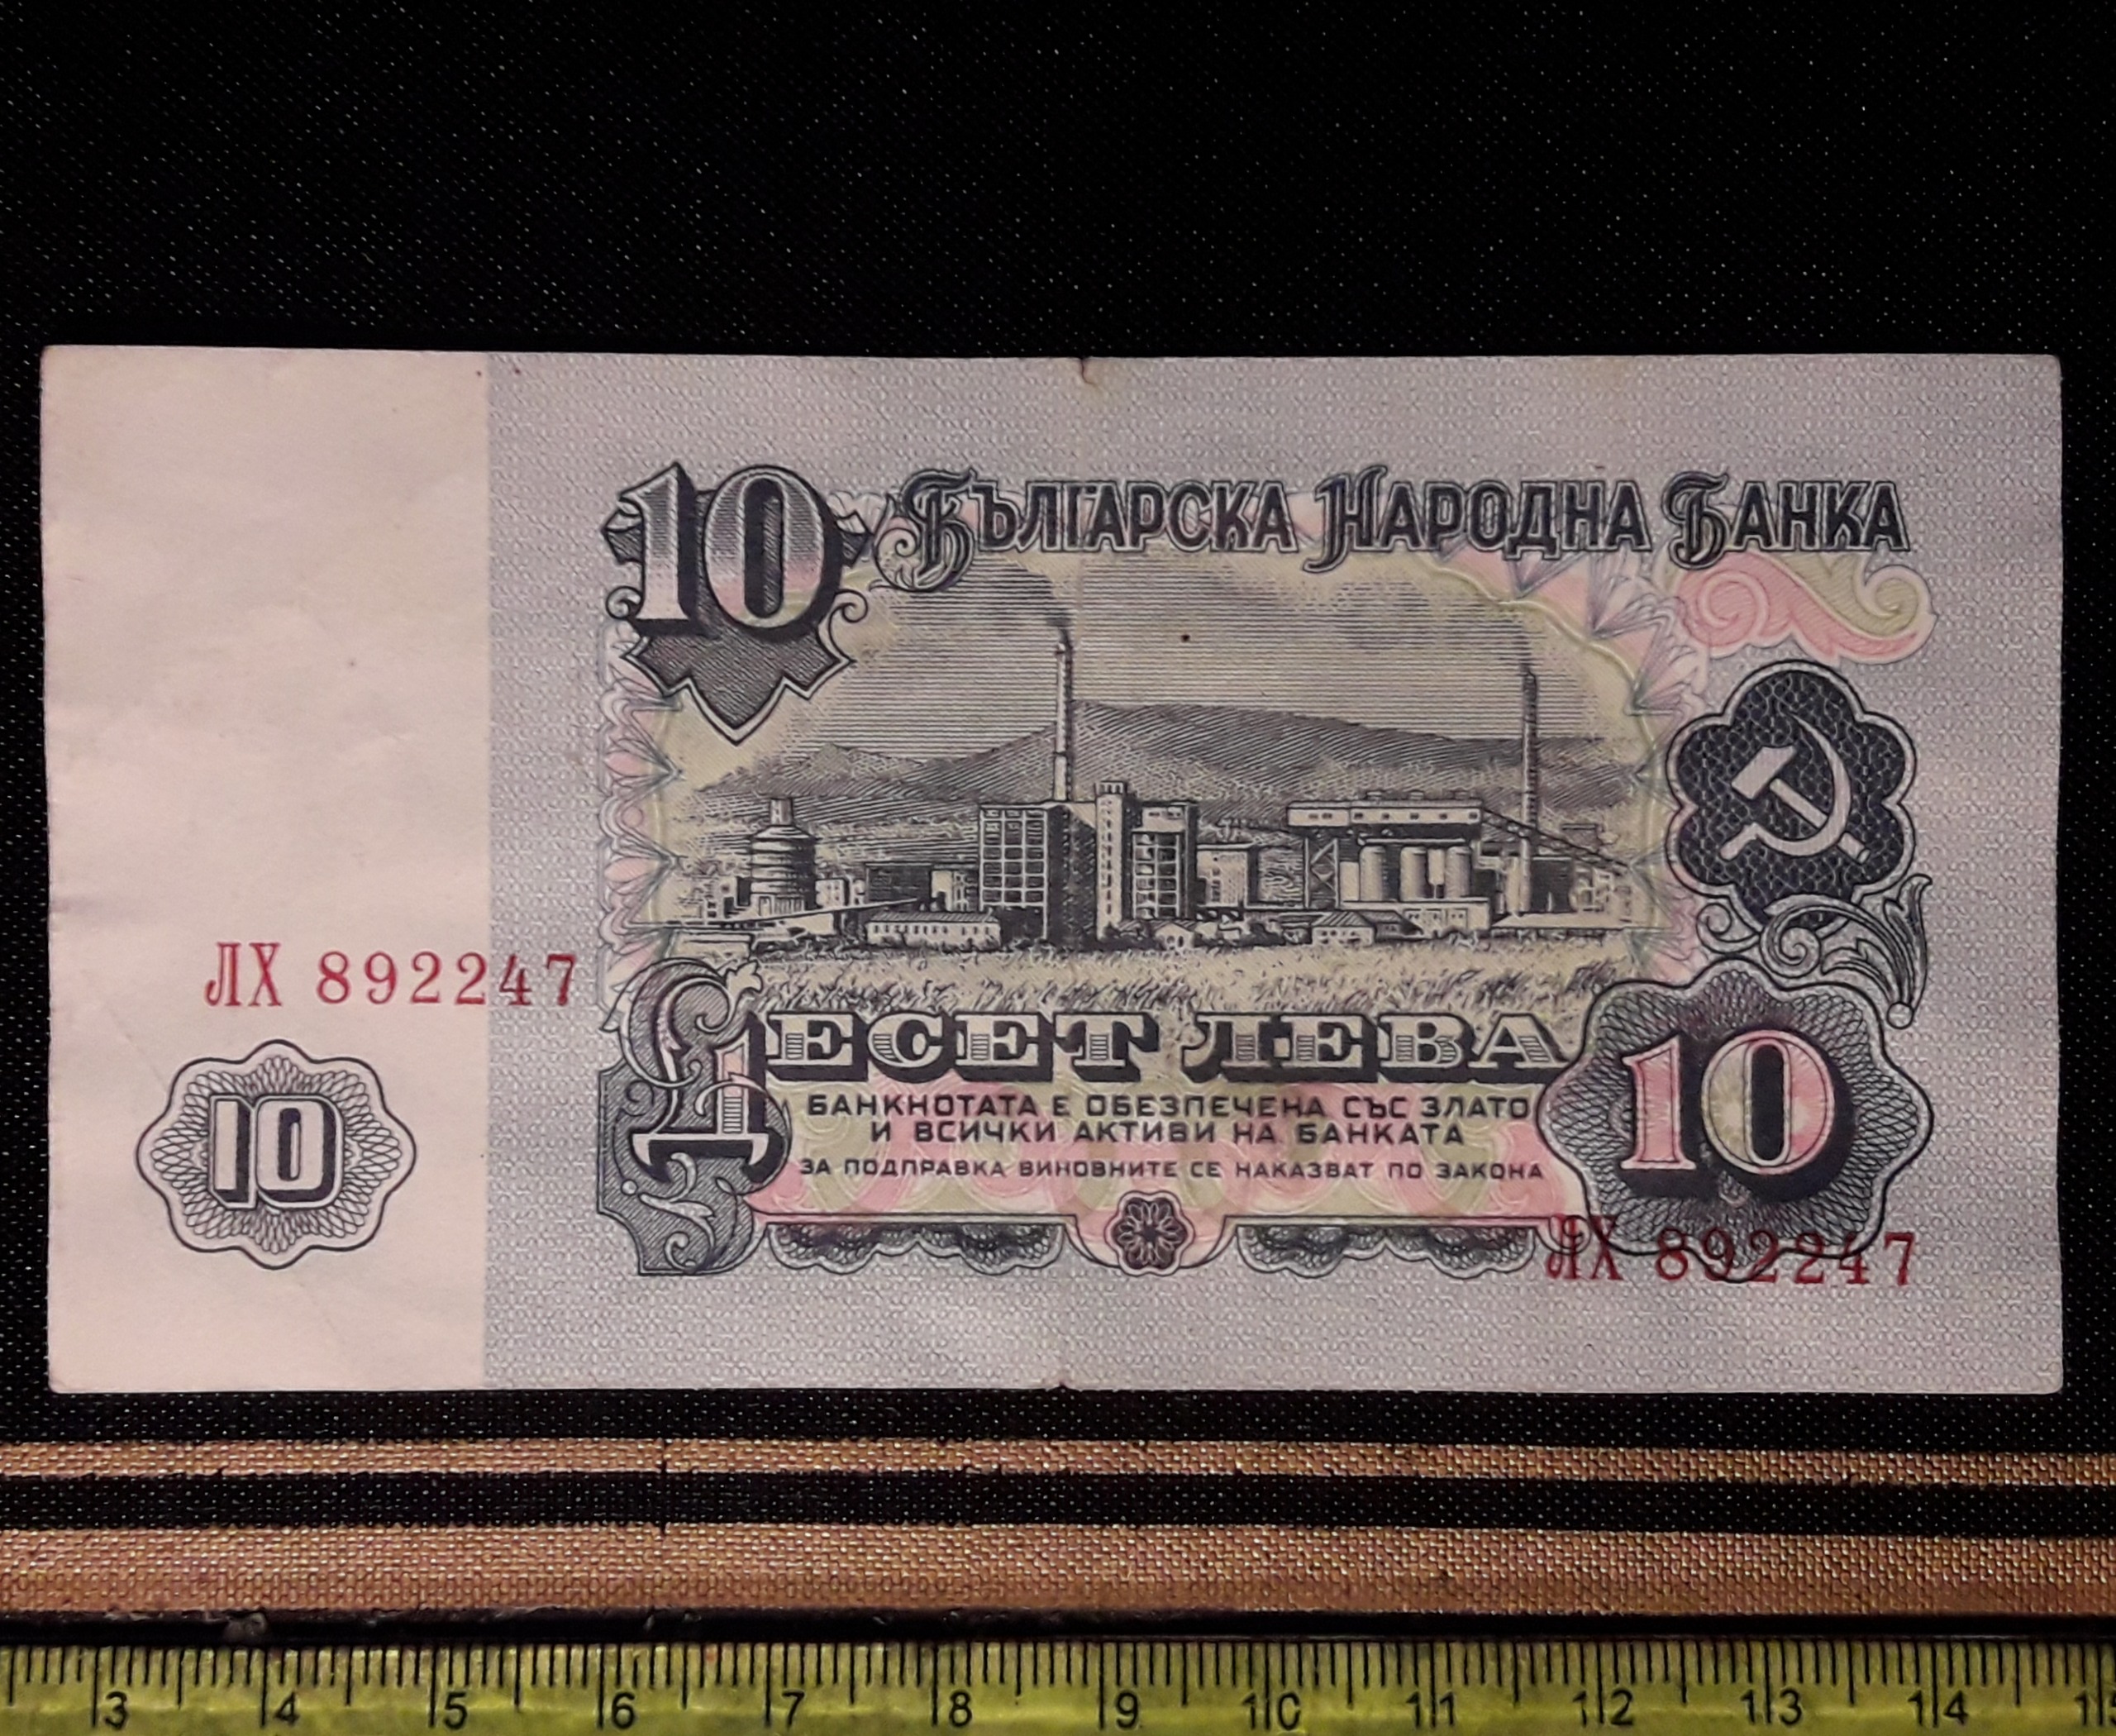 10 БЪЛГАРСКА НАРОДНА БАНКА
ЛХ 892247
ДЕСЕТ ЛЕВА
10
10
БАНКНОТАТА Е ОБЕЗПЕЧЕНА СЪС ЗЛАТО
И ВСИЧКИ АКТИВИ НА БАНКАТА
ЗА ПОДПРАВКА ВИНОВНИТЕ СЕ НАКАЗВАТ ПО ЗАКОНА
ЛХ 892247
3 4 5 6 7 8 9 10 11 12 13 14 15